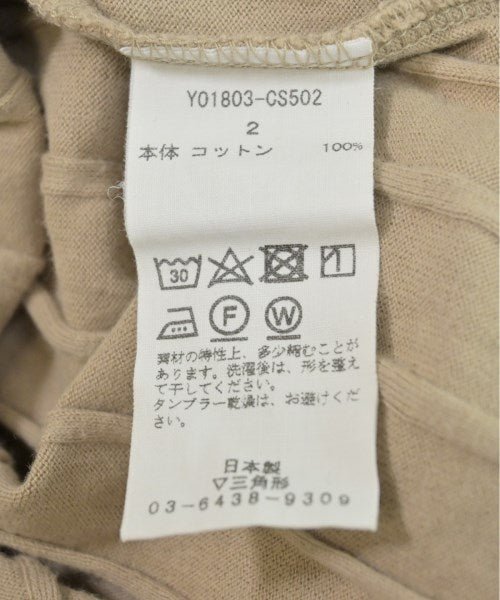 Y01803-CS502
2
本体 コットン 100%
30
F W
資材の特性上、多少縮むことが
あります。洗濯後は、形を整え
て干してください。
タンブラー乾燥は、お避けくだ
さい。
日本製
▽三角形
03-6438-9309